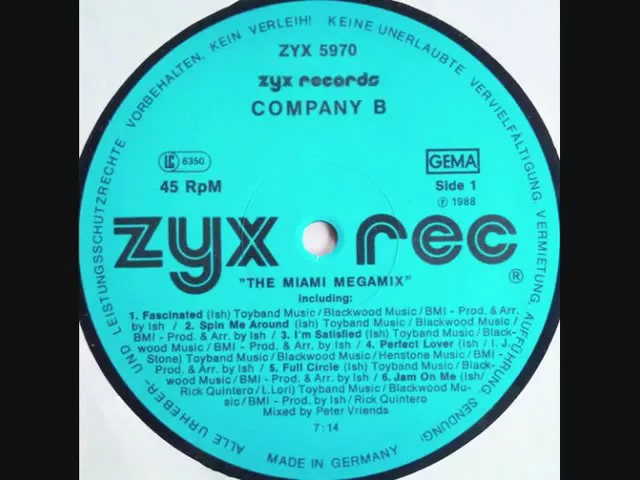 ALLE URHEBER- UND LEISTUNGSSCHUTZRECHTE VORBEHALTEN. KEIN VERLEIH! KEINE UNERLAUBTE VERVIELFÄLTIGUNG, VERMIETUNG, AUFFÜHRUNG, SENDUNG!
ZYX 5970
zyx records
COMPANY B
LC 6350
GEMA
45 RpM
Side 1
Ⓟ 1988
zyx rec
®
"THE MIAMI MEGAMIX"
including:
1. Fascinated (Ish) Toyband Music/Blackwood Music/BMI - Prod. & Arr.
by Ish / 2. Spin Me Around (Ish) Toyband Music/Blackwood Music/
BMI - Prod. & Arr. by Ish / 3. I'm Satisfied (Ish) Toyband Music/Black-
wood Music/BMI - Prod. & Arr. by Ish / 4. Perfect Lover (Ish / I. J.
Stone) Toyband Music/Blackwood Music/Henstone Music/BMI -
Prod. & Arr. by Ish / 5. Full Circle (Ish) Toyband Music/Black-
wood Music/BMI - Prod. & Arr. by Ish / 6. Jam On Me (Ish/
Rick Quintero/L.Lori) Toyband Music/Blackwood Mu-
sic/BMI - Prod. by Ish/Rick Quintero
Mixed by Peter Vriends
7:14
MADE IN GERMANY